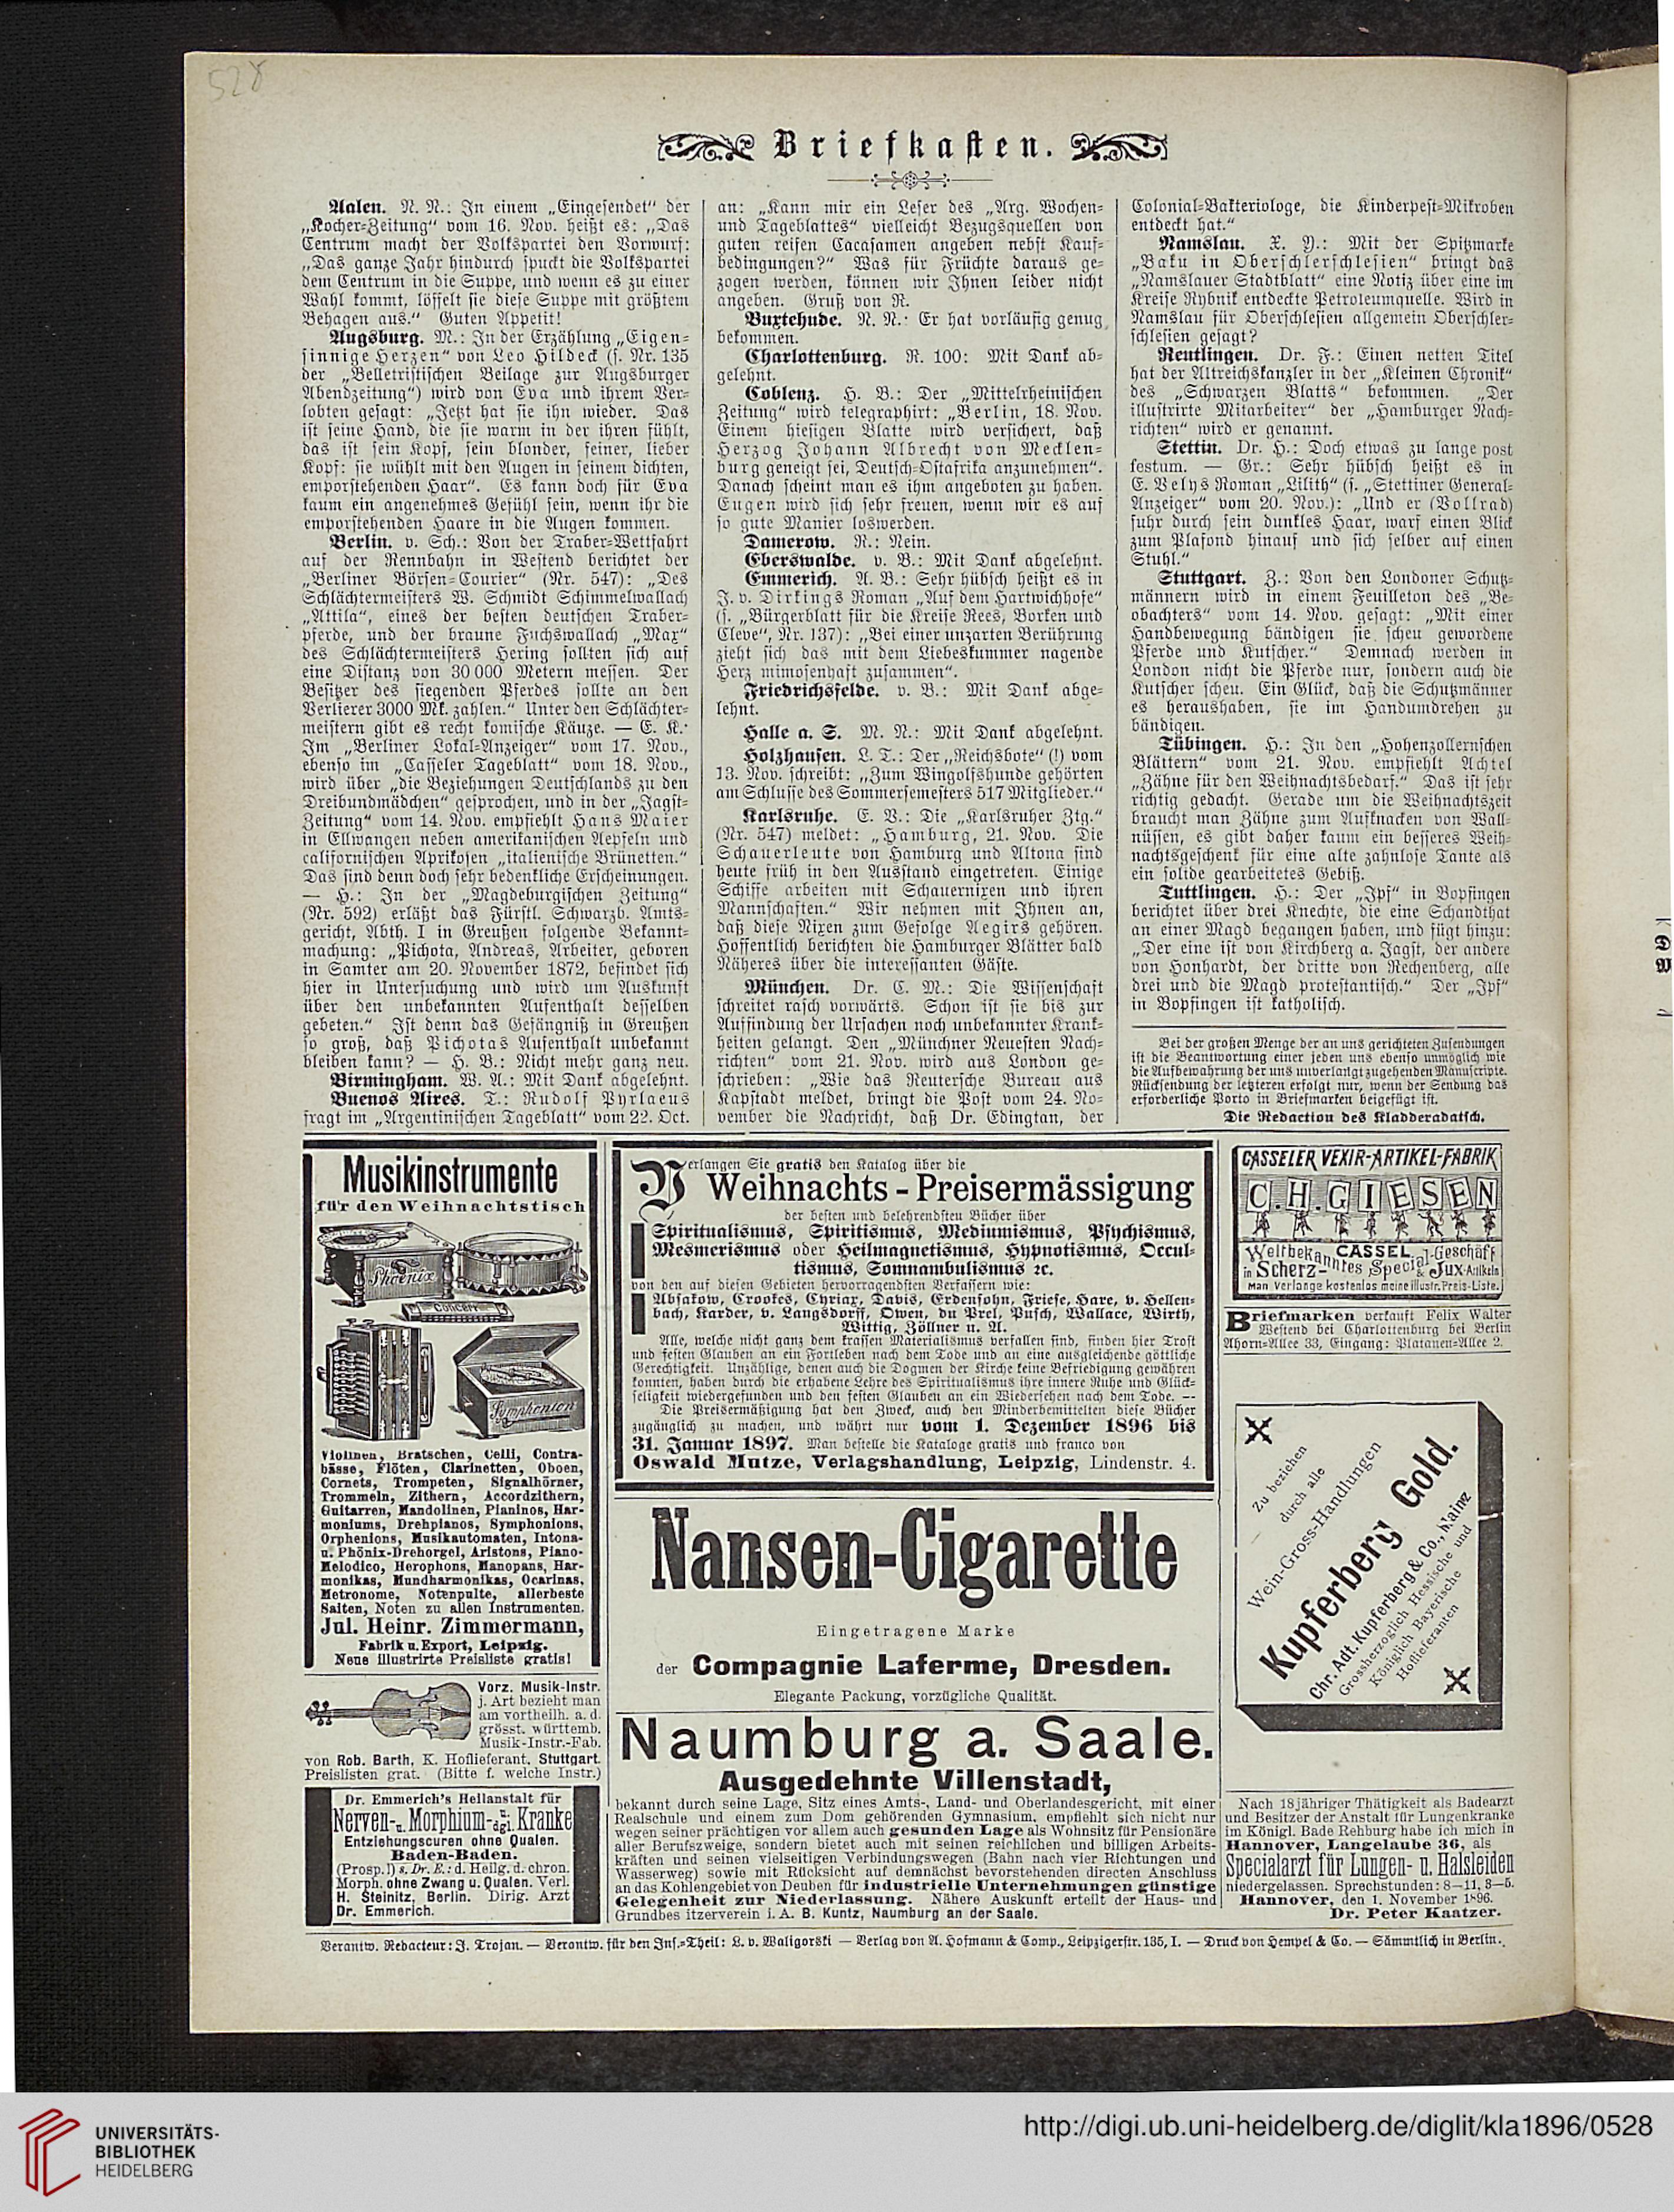 528
Briefkasten.
Aalen. N. N.: In einem „Eingesendet" der
„Kocher-Zeitung" vom 16. Nov. heißt es: „Das
Centrum macht der Volkspartei den Vorwurf:
„Das ganze Jahr hindurch spuckt die Volkspartei
dem Centrum in die Suppe, und wenn es zu einer
Wahl kommt, löffelt sie diese Suppe mit größtem
Behagen aus." Guten Appetit!
Augsburg. M.: In der Erzählung „Eigen-
sinnige Herzen" von Leo Hildeck (s. Nr. 135
der „Belletristischen Beilage zur Augsburger
Abendzeitung") wird von Eva und ihrem Ver-
lobten gesagt: „Jetzt hat sie ihn wieder. Das
ist seine Hand, die sie warm in der ihren fühlt,
das ist sein Kopf, sein blonder, feiner, lieber
Kopf: sie wühlt mit den Augen in seinem dichten,
emporstehenden Haar". Es kann doch für Eva
kaum ein angenehmes Gefühl sein, wenn ihr die
emporstehenden Haare in die Augen kommen.
Berlin. v. Sch.: Von der Traber-Wettfahrt
auf der Rennbahn in Westend berichtet der
„Berliner Börsen-Courier" (Nr. 547): „Des
Schlächtermeisters W. Schmidt Schimmelwallach
„Attila", eines der besten deutschen Traber-
pferde, und der braune Fuchswallach „Max"
des Schlächtermeisters Hering sollten sich auf
eine Distanz von 30 000 Metern messen. Der
Besitzer des siegenden Pferdes sollte an den
Verlierer 3000 Mk. zahlen." Unter den Schlächter-
meistern gibt es recht komische Käuze. — E. K.:
Im „Berliner Lokal-Anzeiger" vom 17. Nov.,
ebenso im „Casseler Tageblatt" vom 18. Nov.,
wird über „die Beziehungen Deutschlands zu den
Dreibundmädchen" gesprochen, und in der „Jagst-
Zeitung" vom 14. Nov. empfiehlt Hans Maier
in Ellwangen neben amerikanischen Aepfeln und
californischen Aprikosen „italienische Brünetten."
Das sind denn doch sehr bedenkliche Erscheinungen.
— H.: In der „Magdeburgischen Zeitung"
(Nr. 592) erläßt das Fürstl. Schwarzb. Amts-
gericht, Abth. I in Greußen folgende Bekannt-
machung: „Pichota, Andreas, Arbeiter, geboren
in Samter am 20. November 1872, befindet sich
hier in Untersuchung und wird um Auskunft
über den unbekannten Aufenthalt desselben
gebeten." Ist denn das Gefängniß in Greußen
so groß, daß Pichotas Aufenthalt unbekannt
bleiben kann? — H. B.: Nicht mehr ganz neu.
Birmingham. W. A.: Mit Dank abgelehnt.
Buenos Aires. T.: Rudolf Pyrlaeus
fragt im „Argentinischen Tageblatt" vom 22. Oct.
an: „Kann mir ein Leser des „Arg. Wochen-
und Tageblattes" vielleicht Bezugsquellen von
guten reifen Cacasamen angeben nebst Kauf-
bedingungen?" Was für Früchte daraus ge-
zogen werden, können wir Ihnen leider nicht
angeben. Gruß von R.
Buxtehude. N. N.: Er hat vorläufig genug
bekommen.
Charlottenburg. R. 100: Mit Dank ab-
gelehnt.
Coblenz. H. B.: Der „Mittelrheinischen
Zeitung" wird telegraphirt: „Berlin, 18. Nov.
Einem hiesigen Blatte wird versichert, daß
Herzog Johann Albrecht von Mecklen-
burg geneigt sei, Deutsch-Ostafrika anzunehmen".
Danach scheint man es ihm angeboten zu haben.
Eugen wird sich sehr freuen, wenn wir es auf
so gute Manier loswerden.
Damerow. R.: Nein.
Eberswalde. v. B.: Mit Dank abgelehnt.
Emmerich. A. B.: Sehr hübsch heißt es in
J. v. Dirkings Roman „Auf dem Hartwichhofe"
(s. „Bürgerblatt für die Kreise Rees, Borken und
Cleve", Nr. 137): „Bei einer unzarten Berührung
zieht sich das mit dem Liebeskummer nagende
Herz mimosenhaft zusammen".
Friedrichsfelde. v. B.: Mit Dank abge-
lehnt.
Halle a. S. M. N.: Mit Dank abgelehnt.
Holzhausen. L. T.: Der „Reichsbote" (!) vom
13. Nov. schreibt: „Zum Wingolfshunde gehörten
am Schlusse des Sommersemesters 517 Mitglieder."
Karlsruhe. E. V.: Die „Karlsruher Ztg."
(Nr. 547) meldet: „Hamburg, 21. Nov. Die
Schauerleute von Hamburg und Altona sind
heute früh in den Ausstand eingetreten. Einige
Schiffe arbeiten mit Schauernixen und ihren
Mannschaften." Wir nehmen mit Ihnen an,
daß diese Nixen zum Gefolge Aegirs gehören.
Hoffentlich berichten die Hamburger Blätter bald
Näheres über die interessanten Gäste.
München. Dr. C. M.: Die Wissenschaft
schreitet rasch vorwärts. Schon ist sie bis zur
Auffindung der Ursachen noch unbekannter Krank-
heiten gelangt. Den „Münchner Neuesten Nach-
richten" vom 21. Nov. wird aus London ge-
schrieben: „Wie das Reutersche Bureau aus
Kapstadt meldet, bringt die Post vom 24. No-
vember die Nachricht, daß Dr. Edingtan, der
Colonial-Bakteriologe, die Kinderpest-Mikroben
entdeckt hat."
Namslau. X. Y.: Mit der Spitzmarke
„Baku in Oberschlerschlesien" bringt das
„Namslauer Stadtblatt" eine Notiz über eine im
Kreise Rybnik entdeckte Petroleumquelle. Wird in
Namslau für Oberschlesien allgemein Oberschler-
schlesien gesagt?
Reutlingen. Dr. F.: Einen netten Titel
hat der Altreichskanzler in der „Kleinen Chronik"
des „Schwarzen Blatts" bekommen. „Der
illustrirte Mitarbeiter" der „Hamburger Nach-
richten" wird er genannt.
Stettin. Dr. H.: Doch etwas zu lange post
festum. — Gr.: Sehr hübsch heißt es in
E. Velys Roman „Lilith" (s. „Stettiner General-
Anzeiger" vom 20. Nov.): „Und er (Vollrad)
fuhr durch sein dunkles Haar, warf einen Blick
zum Plafond hinauf und sich selber auf einen
Stuhl."
Stuttgart. Z.: Von den Londoner Schutz-
männern wird in einem Feuilleton des „Be-
obachters" vom 14. Nov. gesagt: „Mit einer
Handbewegung bändigen sie scheu gewordene
Pferde und Kutscher." Demnach werden in
London nicht die Pferde nur, sondern auch die
Kutscher scheu. Ein Glück, daß die Schutzmänner
es heraushaben, sie im Handumdrehen zu
bändigen.
Tübingen. H.: In den „Hohenzollernschen
Blättern" vom 21. Nov. empfiehlt Achtel
„Zähne für den Weihnachtsbedarf." Das ist sehr
richtig gedacht. Gerade um die Weihnachtszeit
braucht man Zähne zum Aufknacken von Wall-
nüssen, es gibt daher kaum ein besseres Weih-
nachtsgeschenk für eine alte zahnlose Tante als
ein solide gearbeitetes Gebiß.
Tuttlingen. H.: Der „Ipf" in Bopfingen
berichtet über drei Knechte, die eine Schandthat
an einer Magd begangen haben, und fügt hinzu:
„Der eine ist von Kirchberg a. Jagst, der andere
von Honhardt, der dritte von Rechenberg, alle
drei und die Magd protestantisch." Der „Ipf"
in Bopfingen ist katholisch.
Bei der großen Menge der an uns gerichteten Zusendungen
ist die Beantwortung einer jeden uns ebenso unmöglich wie
die Aufbewahrung der uns unverlangt zugehenden Manuscripte.
Rücksendung der letzteren erfolgt nur, wenn der Sendung das
erforderliche Porto in Briefmarken beigefügt ist.
Die Redaction des Kladderadatsch.
Musikinstrumente
für den Weihnachtstisch
Phoenix
Concert
Symphonion
Violinen, Bratschen, Celli, Contra-
bässe, Flöten, Clarinetten, Oboen,
Cornets, Trompeten, Signalhörner,
Trommeln, Zithern, Accordzithern,
Guitarren, Mandolinen, Pianinos, Har-
moniums, Drehpianos, Symphonions,
Orphenions, Musikautomaten, Intona-
u. Phönix-Drehorgel, Aristons, Piano-
Melodico, Herophons, Manopans, Har-
monikas, Mundharmonikas, Ocarinas,
Metronome, Notenpulte, allerbeste
Saiten, Noten zu allen Instrumenten.
Jul. Heinr. Zimmermann,
Fabrik u. Export, Leipzig.
Neue illustrirte Preisliste gratis!
Vorz. Musik-Instr.
j. Art bezieht man
am vortheilh. a. d.
grösst. württemb.
Musik-Instr.-Fab.
von Rob. Barth, K. Hoflieferant, Stuttgart.
Preislisten grat. (Bitte f. welche Instr.)
Dr. Emmerich's Heilanstalt für
Nerven- u. Morphium- u. dgl. Kranke
Entziehungscuren ohne Qualen.
Baden-Baden.
(Prosp.!) s. Dr. E.: d. Heilg. d. chron.
Morph. ohne Zwang u. Qualen. Verl.
H. Steinitz, Berlin. Dirig. Arzt
Dr. Emmerich.
Verlangen Sie gratis den Katalog über die
Weihnachts-Preisermässigung
der besten und belehrendsten Bücher über
Spiritualismus, Spiritismus, Mediumismus, Psychismus,
Mesmerismus oder Heilmagnetismus, Hypnotismus, Occul-
tismus, Somnambulismus ꝛc.
von den auf diesen Gebieten hervorragendsten Verfassern wie:
Aksakow, Crookes, Cyriax, Davis, Erdensohn, Friese, Hare, v. Hellen-
bach, Kardec, v. Langsdorff, Owen, du Prel, Pusch, Wallace, Wirth,
Wittig, Zöllner u. A.
Alle, welche nicht ganz dem krassen Materialismus verfallen sind, finden hier Trost
und festen Glauben an ein Fortleben nach dem Tode und an eine ausgleichende göttliche
Gerechtigkeit. Unzählige, denen auch die Dogmen der Kirche keine Befriedigung gewähren
konnten, haben durch die erhabene Lehre des Spiritualismus ihre innere Ruhe und Glück-
seligkeit wiedergefunden und den festen Glauben an ein Wiedersehen nach dem Tode. —
Die Preisermäßigung hat den Zweck, auch den Minderbemittelten diese Bücher
zugänglich zu machen, und währt nur vom 1. Dezember 1896 bis
31. Januar 1897. Man bestelle die Kataloge gratis und franco von
Oswald Mutze, Verlagshandlung, Leipzig, Lindenstr. 4.
Nansen-Cigarette
Eingetragene Marke
der Compagnie Laferme, Dresden.
Elegante Packung, vorzügliche Qualität.
Naumburg a. Saale.
Ausgedehnte Villenstadt,
bekannt durch seine Lage, Sitz eines Amts-, Land- und Oberlandesgericht, mit einer
Realschule und einem zum Dom gehörenden Gymnasium, empfiehlt sich nicht nur
wegen seiner prächtigen vor allem auch gesunden Lage als Wohnsitz für Pensionäre
aller Berufszweige, sondern bietet auch mit seinen reichlichen und billigen Arbeits-
kräften und seinen vielseitigen Verbindungswegen (Bahn nach vier Richtungen und
Wasserweg) sowie mit Rücksicht auf demnächst bevorstehenden directen Anschluss
an das Kohlengebiet von Deuben für industrielle Unternehmungen günstige
Gelegenheit zur Niederlassung. Nähere Auskunft erteilt der Haus- und
Grundbesitzerverein i. A. B. Kuntz, Naumburg an der Saale.
CASSELER VEXIR-ARTIKEL-FABRIK
C. H. GIESEN
CASSEL.
Weltbekanntes Special-Geschäft
in Scherz- & Jux-Artikeln
Man verlange kostenlos meine illustr. Preis-Liste.
Briefmarken verkauft Felix Walter
Westend bei Charlottenburg bei Berlin
Ahorn-Allee 33, Eingang: Platanen-Allee 2.
Zu beziehen
durch alle
Wein-Gross-Handlungen
Kupferberg Gold.
Chr. Adt. Kupferberg & Co., Mainz
Grossherzoglich Hessische und
Königlich Bayerische
Hoflieferanten
Nach 18jähriger Thätigkeit als Badearzt
und Besitzer der Anstalt für Lungenkranke
im Königl. Bade Rehburg habe ich mich in
Hannover, Langelaube 36, als
Specialarzt für Lungen- u. Halsleiden
niedergelassen. Sprechstunden: 8—11, 3—5.
Hannover, den 1. November 1896.
Dr. Peter Kaatzer.
Verantw. Redacteur: J. Trojan. — Verantw. für den Ins.-Theil: L. v. Waligorski — Verlag von A. Hofmann & Comp., Leipzigerstr. 135, I. — Druck von Hempel & Co. — Sämmtlich in Berlin.
UNIVERSITÄTS-
BIBLIOTHEK
HEIDELBERG
http://digi.ub.uni-heidelberg.de/diglit/kla1896/0528